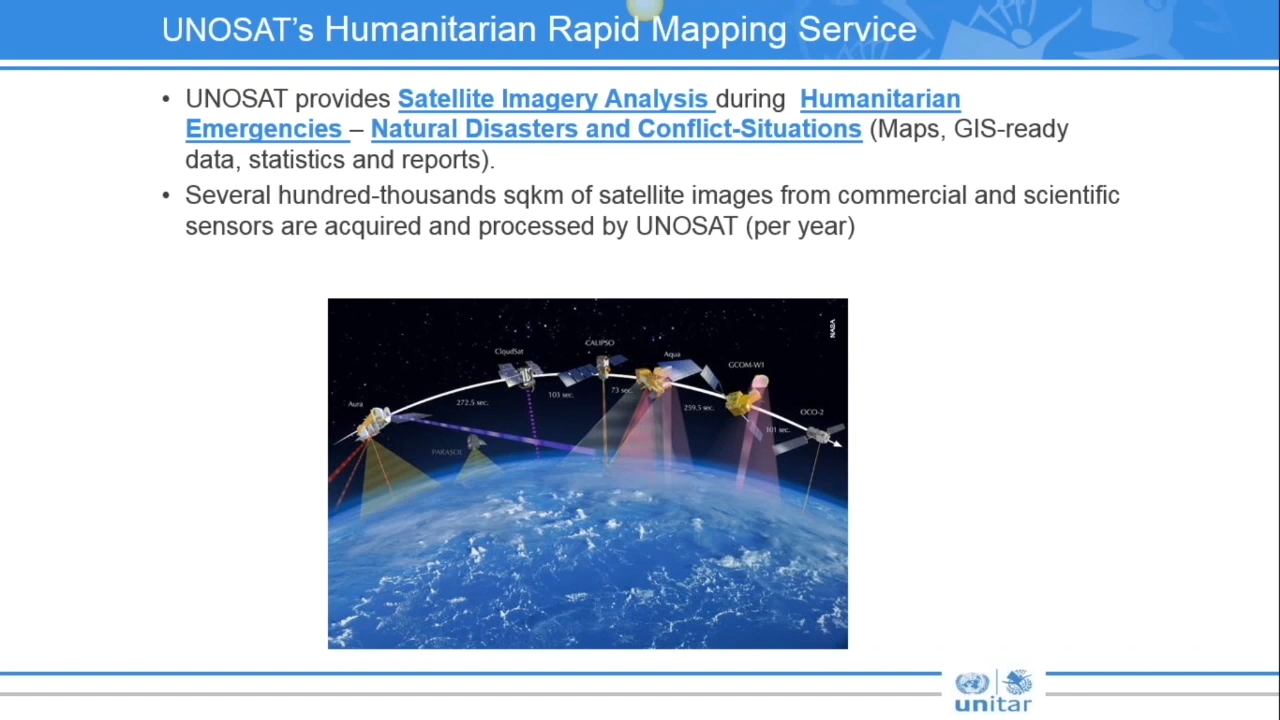 UNOSAT's Humanitarian Rapid Mapping Service
• UNOSAT provides Satellite Imagery Analysis during Humanitarian
Emergencies – Natural Disasters and Conflict-Situations (Maps, GIS-ready
data, statistics and reports).
• Several hundred-thousands sqkm of satellite images from commercial and scientific
sensors are acquired and processed by UNOSAT (per year)
NASA
CALIPSO
CloudSat
Aqua
GCOM-W1
103 sec.
73 sec.
272.5 sec.
259.5 sec.
Aura
OCO-2
101 sec.
PARASOL
unitar